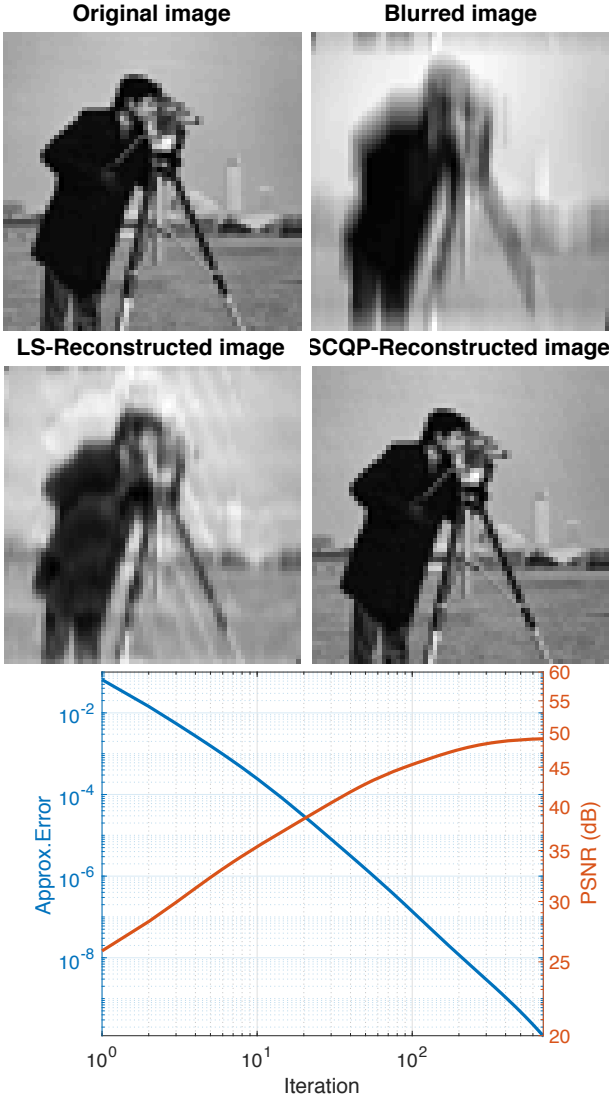 Original image
Blurred image
LS-Reconstructed image
SCQP-Reconstructed image
10^-2
10^-4
10^-6
10^-8
Approx.Error
60
55
50
45
40
35
30
25
20
PSNR (dB)
10^0
10^1
10^2
Iteration